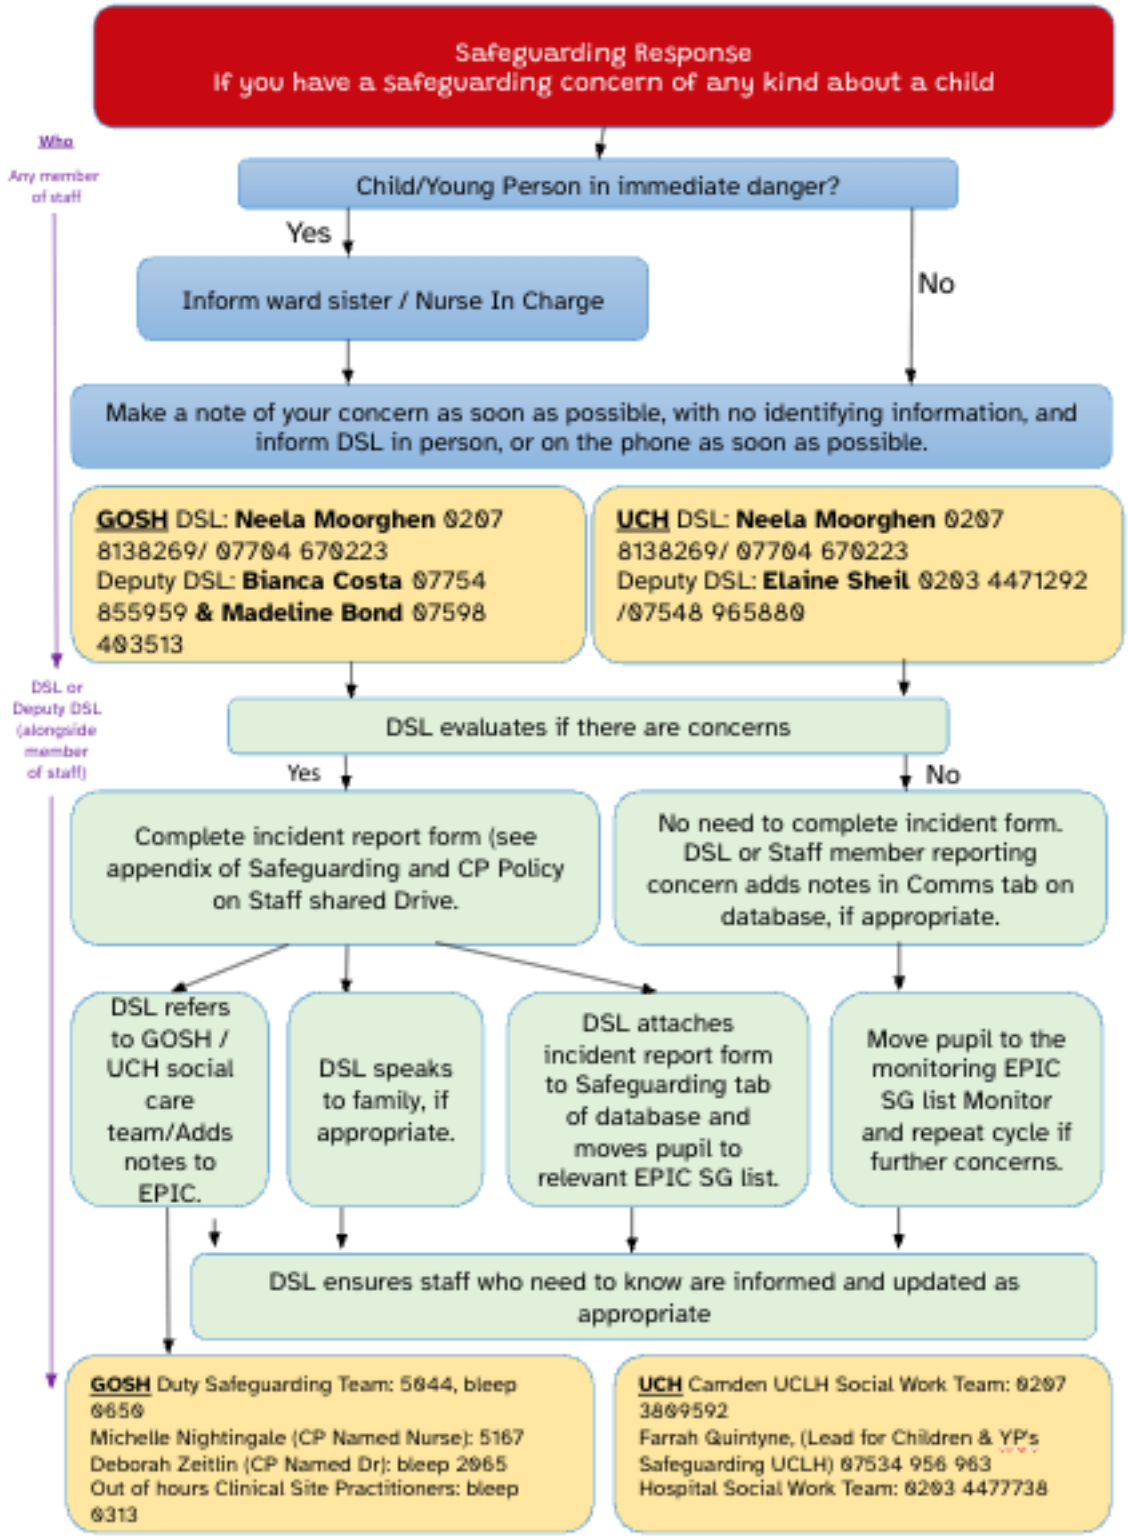 Safeguarding Response
If you have a safeguarding concern of any kind about a child
Who
Any member
of staff
Child/Young Person in immediate danger?
Yes
No
Inform ward sister / Nurse In Charge
Make a note of your concern as soon as possible, with no identifying information, and
inform DSL in person, or on the phone as soon as possible.
GOSH DSL: Neela Moorghen 0207
8138269/ 07704 670223
Deputy DSL: Bianca Costa 07754
855959 & Madeline Bond 07598
403513
UCH DSL: Neela Moorghen 0207
8138269/ 07704 670223
Deputy DSL: Elaine Sheil 0203 4471292
/07548 965880
DSL or
Deputy DSL
(alongside
member
of staff)
DSL evaluates if there are concerns
Yes
No
Complete incident report form (see
appendix of Safeguarding and CP Policy
on Staff shared Drive.
No need to complete incident form.
DSL or Staff member reporting
concern adds notes in Comms tab on
database, if appropriate.
DSL refers
to GOSH /
UCH social
care
team/Adds
notes to
EPIC.
DSL speaks
to family, if
appropriate.
DSL attaches
incident report form
to Safeguarding tab
of database and
moves pupil to
relevant EPIC SG list.
Move pupil to the
monitoring EPIC
SG list Monitor
and repeat cycle if
further concerns.
DSL ensures staff who need to know are informed and updated as
appropriate
GOSH Duty Safeguarding Team: 5044, bleep
0650
Michelle Nightingale (CP Named Nurse): 5167
Deborah Zeitlin (CP Named Dr): bleep 2065
Out of hours Clinical Site Practitioners: bleep
0313
UCH Camden UCLH Social Work Team: 0207
3809592
Farrah Quintyne, (Lead for Children & YP's
Safeguarding UCLH) 07534 956 963
Hospital Social Work Team: 0203 4477738